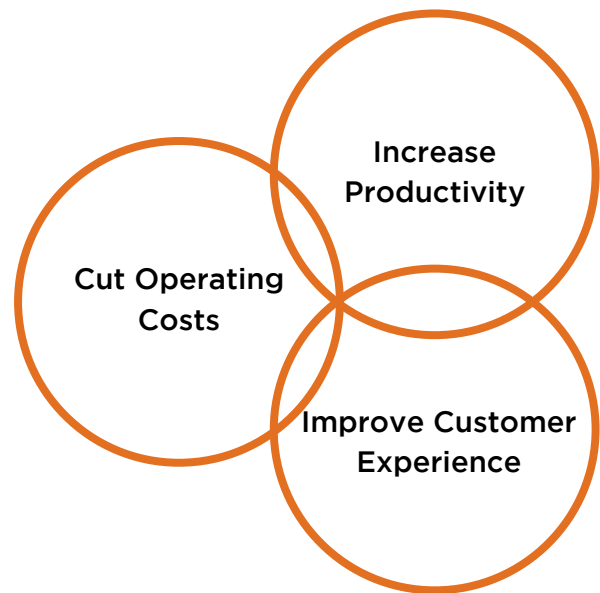 Increase
Productivity
Cut Operating
Costs
Improve Customer
Experience